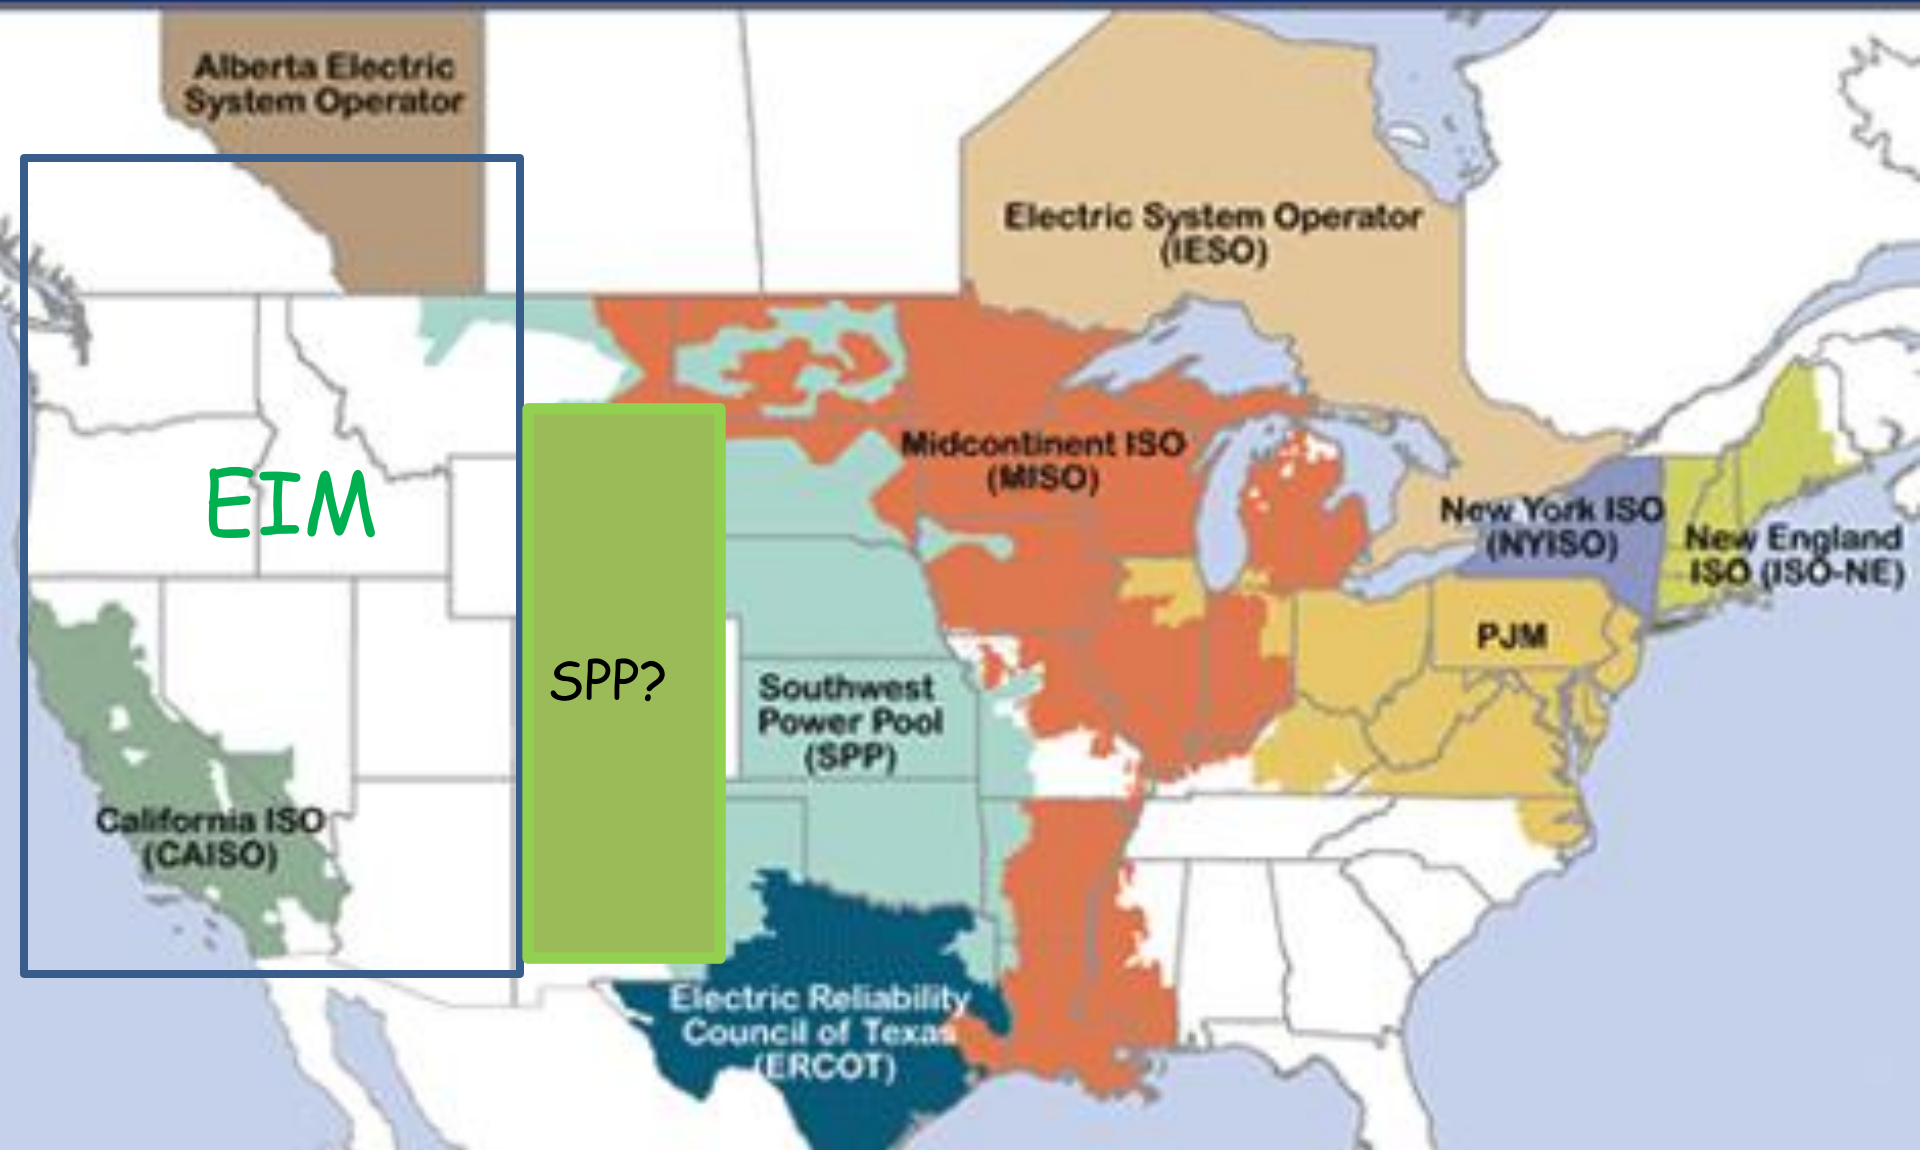 Alberta Electric
System Operator
Electric System Operator
(IESO)
Midcontinent ISO
(MISO)
EIM
New York ISO
(NYISO)
New England
ISO (ISO-NE)
PJM
SPP?
Southwest
Power Pool
(SPP)
California ISO
(CAISO)
Electric Reliability
Council of Texas
(ERCOT)